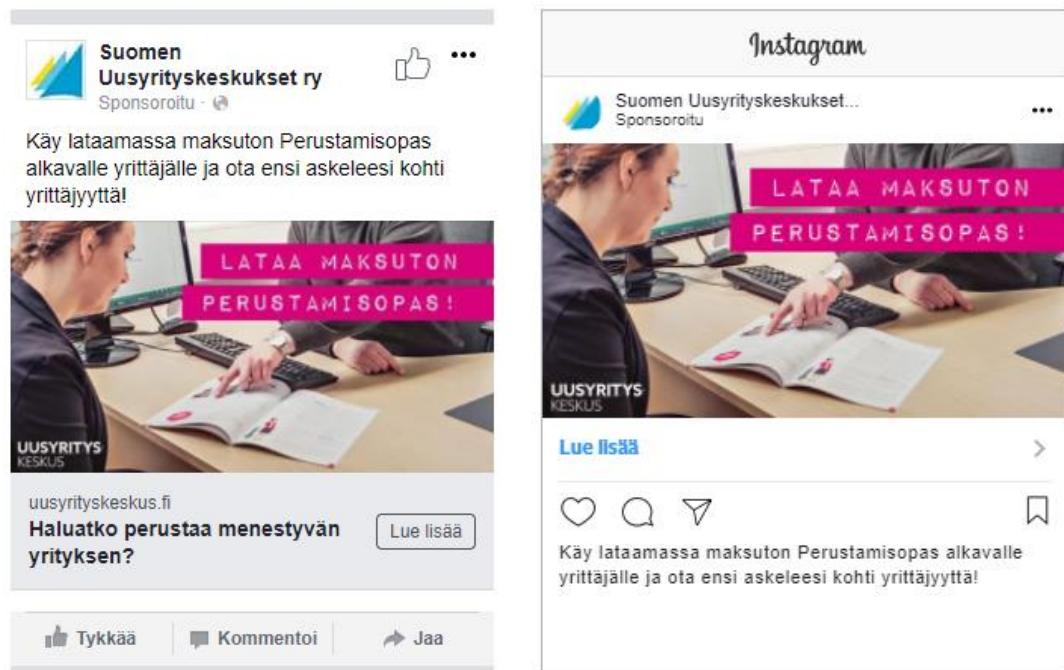 Suomen
Uusyrityskeskukset ry
Sponsoroitu ·
Käy lataamassa maksuton Perustamisopas
alkavalle yrittäjälle ja ota ensi askeleesi kohti
yrittäjyyttä!
LATAA MAKSUTON
PERUSTAMISOPAS!
UUSYRITYS
KESKUS
uusyrityskeskus.fi
Haluatko perustaa menestyvän
yrityksen?
Lue lisää
Tykkää
Kommentoi
Jaa
Instagram
Suomen Uusyrityskeskukset...
Sponsoroitu
LATAA MAKSUTON
PERUSTAMISOPAS!
UUSYRITYS
KESKUS
Lue lisää
Käy lataamassa maksuton Perustamisopas alkavalle
yrittäjälle ja ota ensi askeleesi kohti yrittäjyyttä!